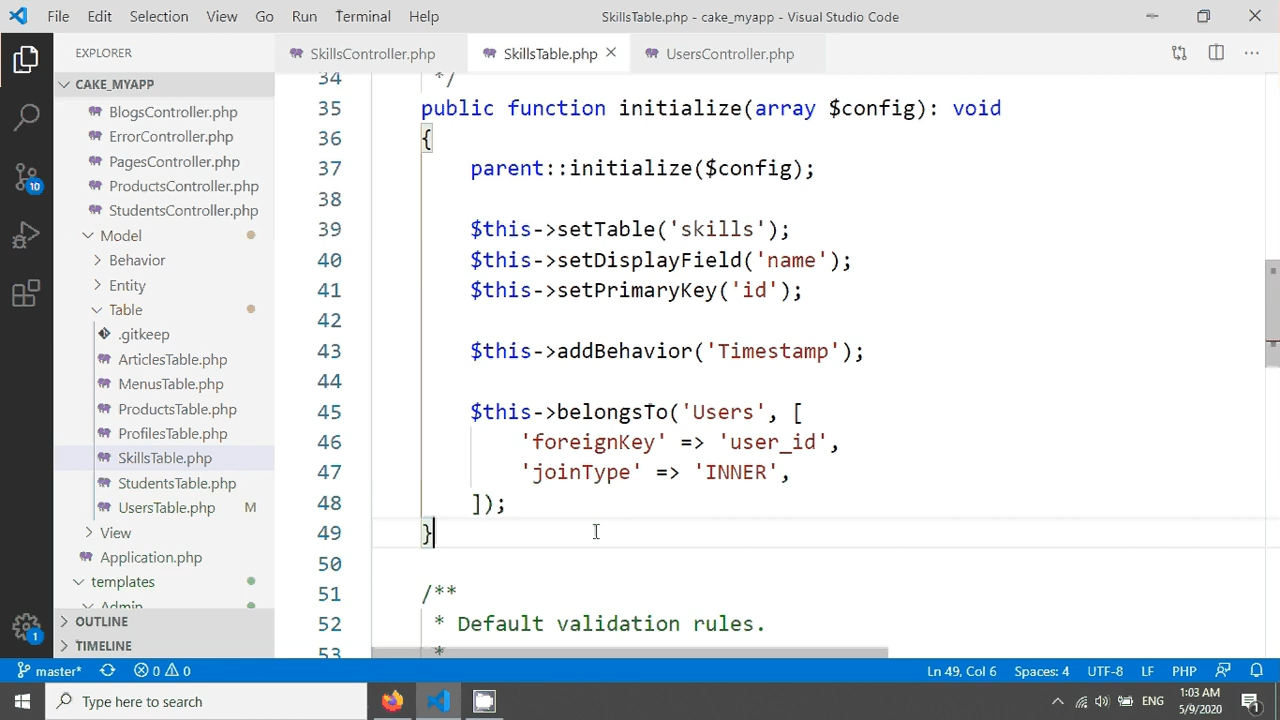 File Edit Selection View Go Run Terminal Help SkillsTable.php - cake_myapp - Visual Studio Code
EXPLORER
CAKE_MYAPP
BlogsController.php
ErrorController.php
PagesController.php
ProductsController.php
StudentsController.php
Model
Behavior
Entity
Table
.gitkeep
ArticlesTable.php
MenusTable.php
ProductsTable.php
ProfilesTable.php
SkillsTable.php
StudentsTable.php
UsersTable.php M
View
Application.php
templates
Admin
OUTLINE
TIMELINE
10
1
SkillsController.php SkillsTable.php UsersController.php
34 */
35 public function initialize(array $config): void
36 {
37 parent::initialize($config);
38
39 $this->setTable('skills');
40 $this->setDisplayField('name');
41 $this->setPrimaryKey('id');
42
43 $this->addBehavior('Timestamp');
44
45 $this->belongsTo('Users', [
46 'foreignKey' => 'user_id',
47 'joinType' => 'INNER',
48 ]);
49 }
50
51 /**
52 * Default validation rules.
53 *
master* 0 0 Ln 49, Col 6 Spaces: 4 UTF-8 LF PHP
Type here to search ENG 1:03 AM
5/9/2020 1